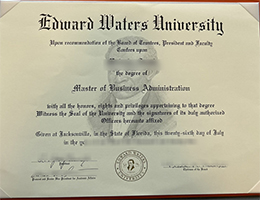 Edward Waters University
Upon recommendation of the Board of Trustees, President and Faculty
Confers upon
the degree of
Master of Business Administration
with all the honors, rights and privileges appertaining to that degree
Witness the Seal of the University and the signatures of its duly authorized
Officers hereunto affixed
Given at Jacksonville, in the State of Florida, this twenty-sixth day of July
in the